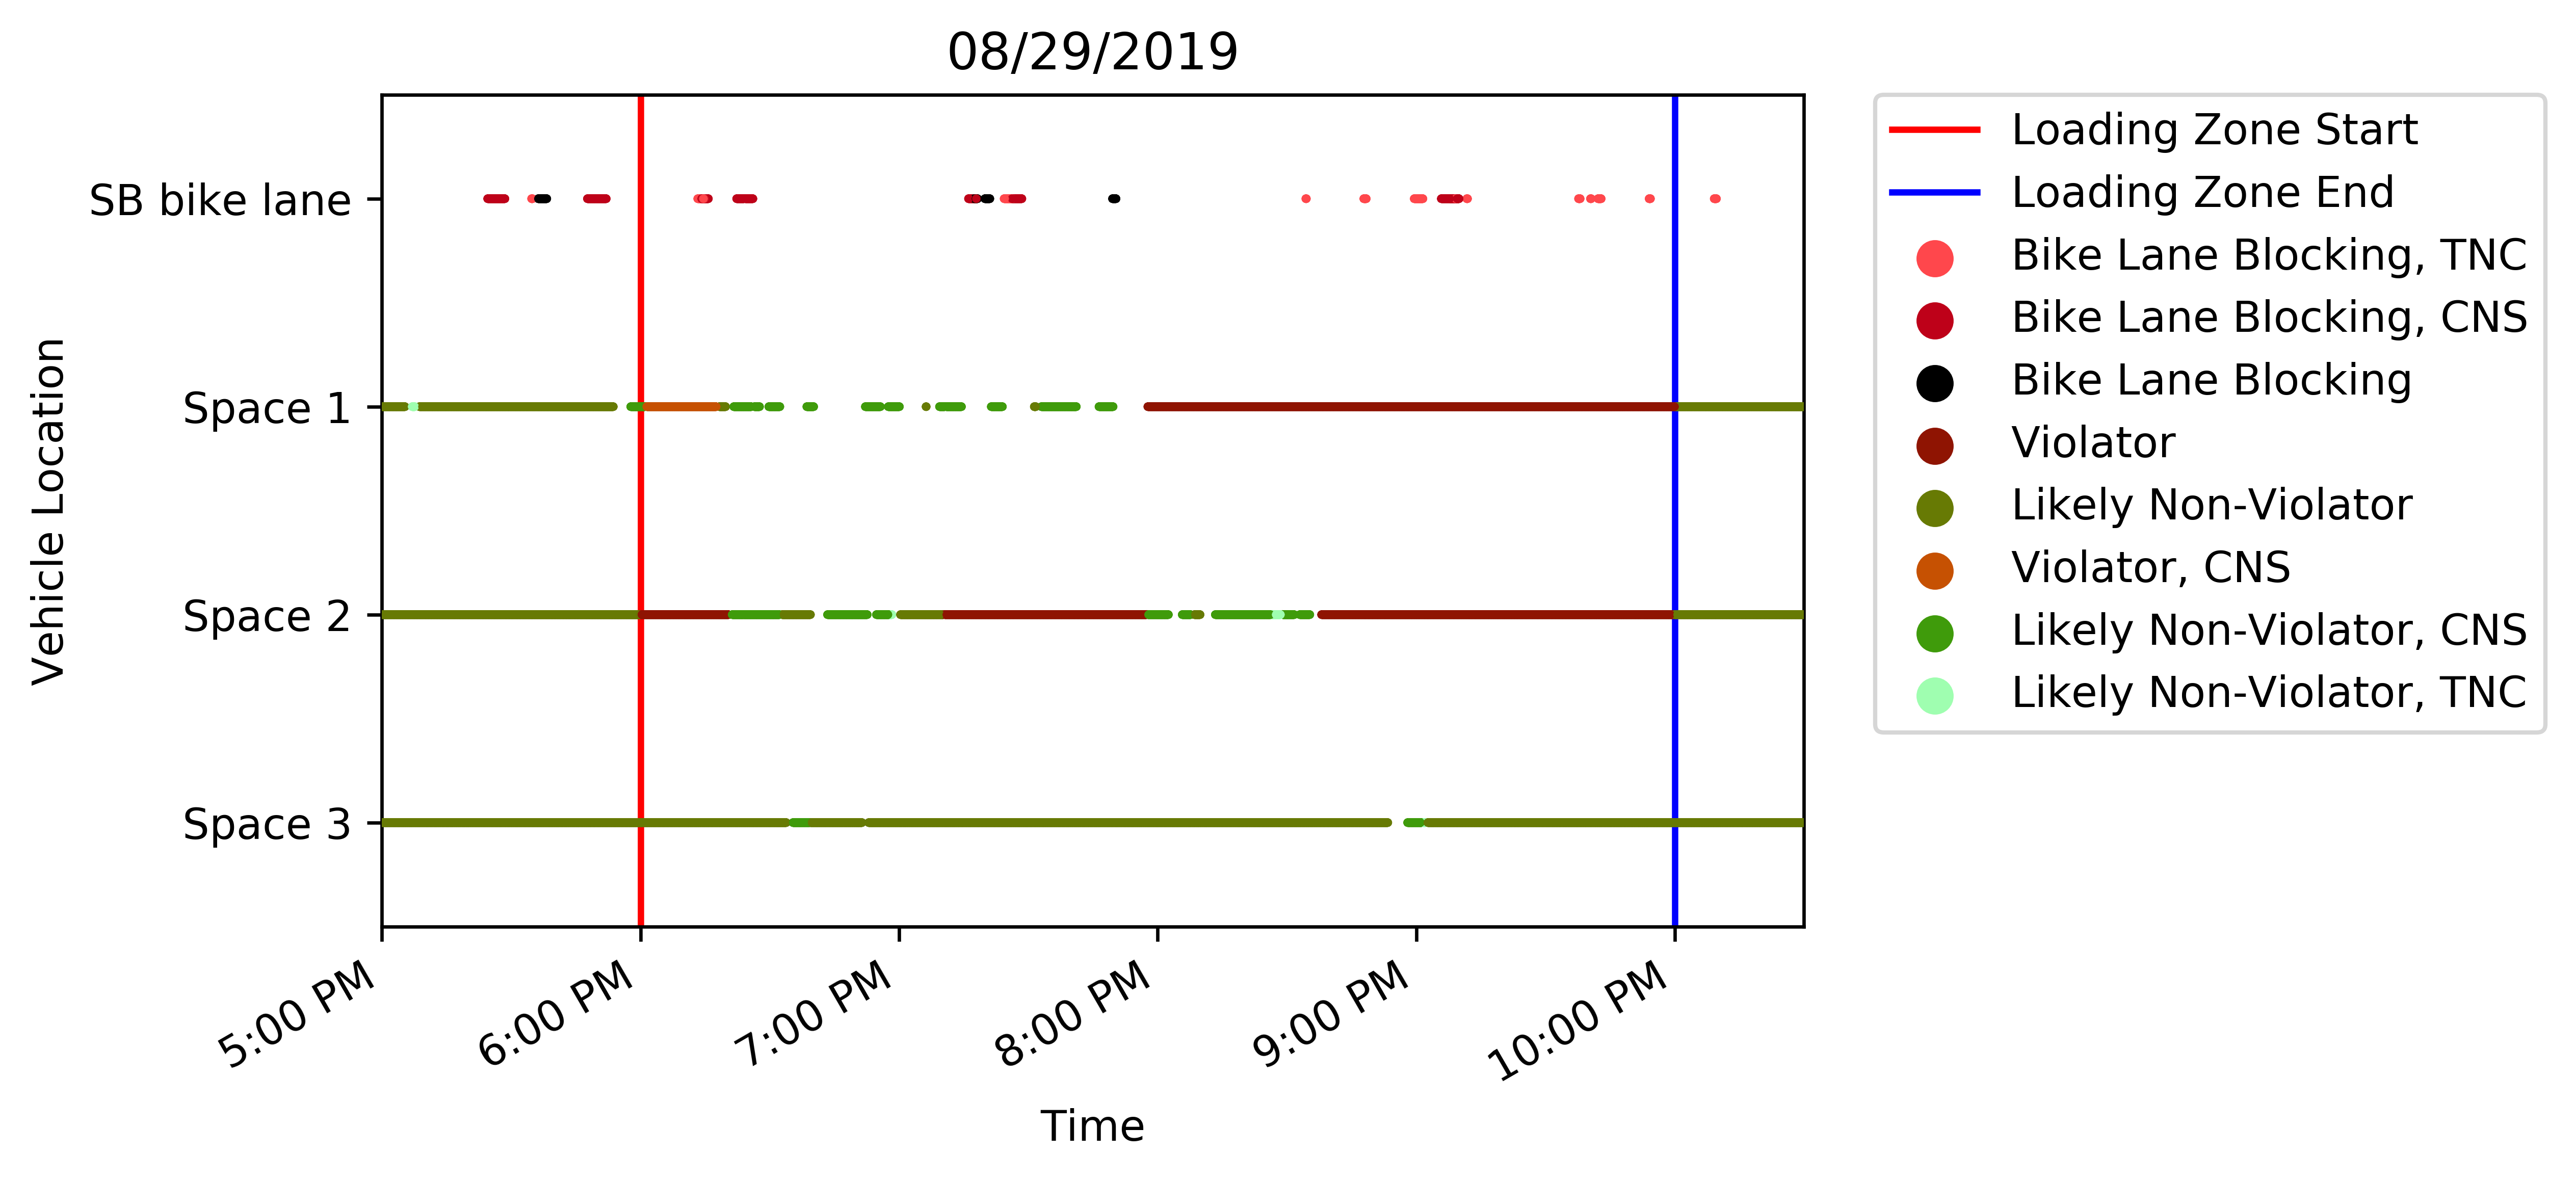 08/29/2019
SB bike lane
Space 1
Space 2
Space 3
Vehicle Location
5:00 PM
6:00 PM
7:00 PM
8:00 PM
9:00 PM
10:00 PM
Time
Loading Zone Start
Loading Zone End
Bike Lane Blocking, TNC
Bike Lane Blocking, CNS
Bike Lane Blocking
Violator
Likely Non-Violator
Violator, CNS
Likely Non-Violator, CNS
Likely Non-Violator, TNC